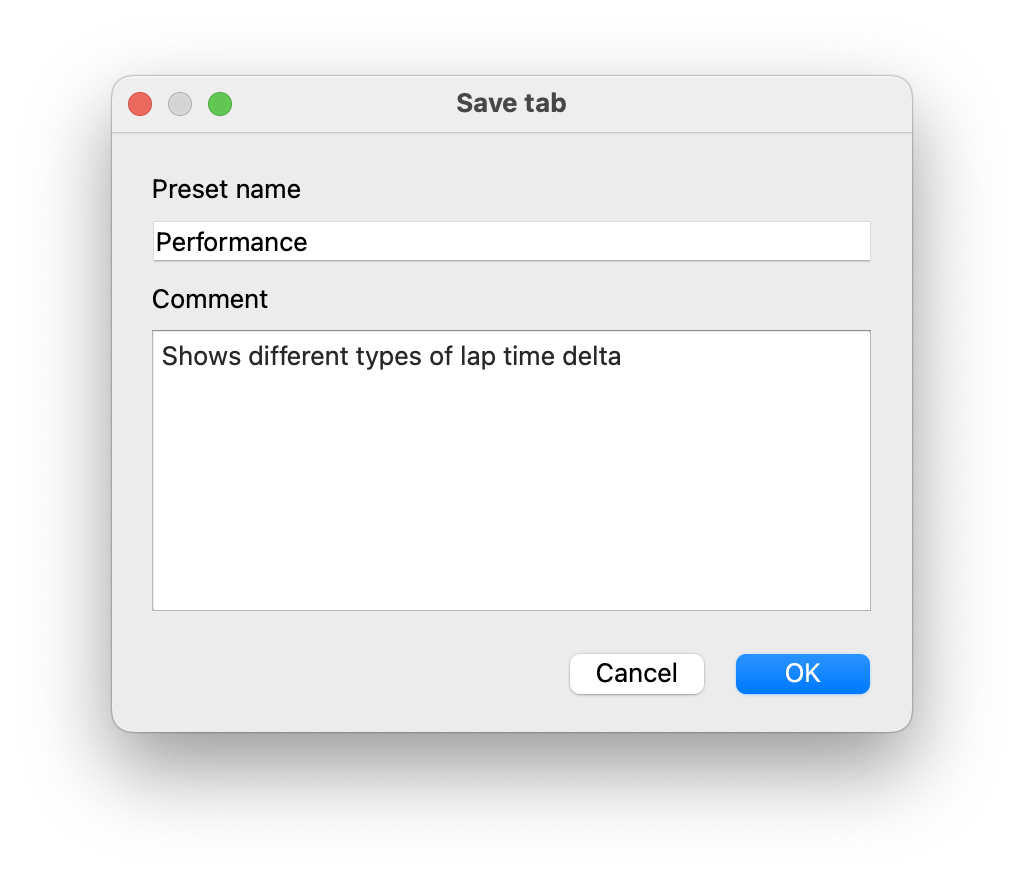 Save tab
Preset name
Performance
Comment
Shows different types of lap time delta
Cancel OK